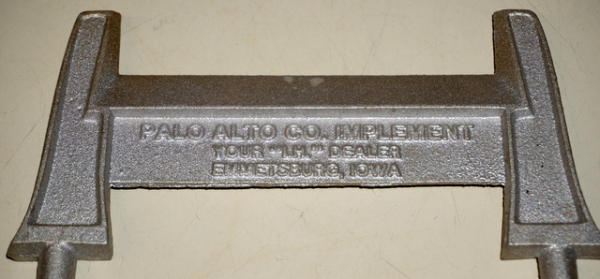 PALO ALTO CO. IMPLEMENT
YOUR "I.H." DEALER
EMMETSBURG, IOWA